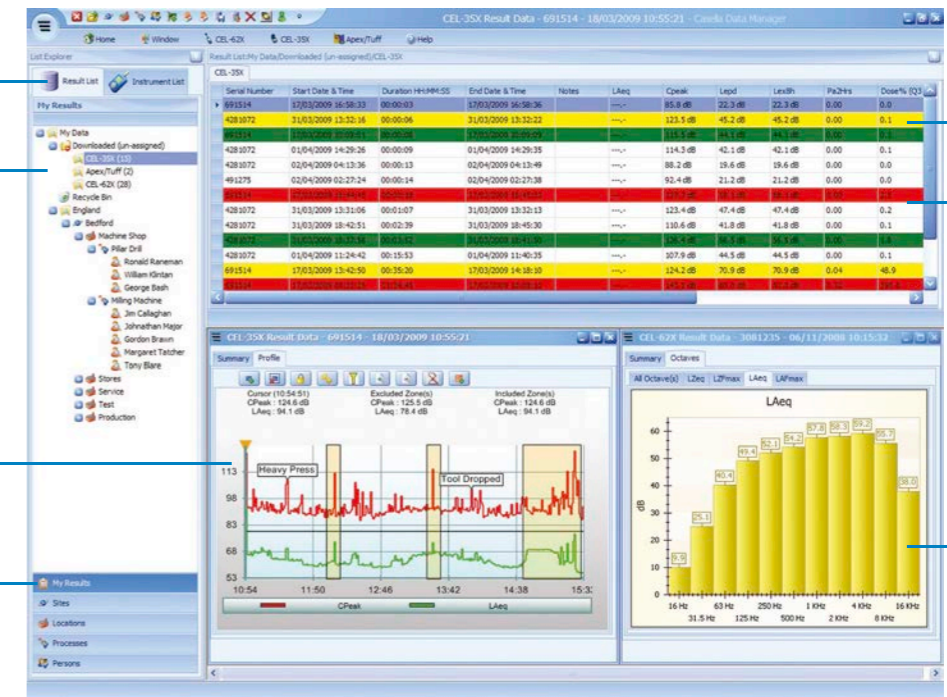 CEL-35X Result Data - 691514 - 18/03/2009 10:55:21 - Casella Data Manager
Home Window CEL-62X CEL-35X Apex/Tuff Help
List Explorer
Result List Instrument List
My Results
My Data
Downloaded (un-assigned)
CEL-35X (15)
Apex/Tuff (2)
CEL-62X (28)
Recycle Bin
England
Bedford
Machine Shop
Pillar Drill
Ronald Raneman
William Klintan
George Bash
Milling Machine
Jim Callaghan
Johnathan Major
Gordon Brawn
Margaret Tatcher
Tony Blare
Stores
Service
Test
Production
My Results
Sites
Locations
Processes
Persons
Result List:My Data/Downloaded (un-assigned)/CEL-35X
CEL-35X
Serial Number Start Date & Time Duration HH:MM:SS End Date & Time Notes LAeq Cpeak Lepd Lex8h Pa2Hrs Dose% (Q3
691514 17/03/2009 16:58:33 00:00:03 17/03/2009 16:58:36 ---.- 85.8 dB 22.3 dB 22.3 dB 0.00 0.0
4281072 31/03/2009 13:32:16 00:00:06 31/03/2009 13:32:22 ---.- 123.5 dB 45.2 dB 45.2 dB 0.00 0.1
4281072 01/04/2009 14:29:26 00:00:09 01/04/2009 14:29:35 ---.- 114.3 dB 42.1 dB 42.1 dB 0.00 0.1
4281072 02/04/2009 04:13:36 00:00:13 02/04/2009 04:13:49 ---.- 88.2 dB 19.6 dB 19.6 dB 0.00 0.0
491275 02/04/2009 02:27:24 00:00:14 02/04/2009 02:27:38 ---.- 92.4 dB 21.2 dB 21.2 dB 0.00 0.0
4281072 31/03/2009 13:31:06 00:01:07 31/03/2009 13:32:13 ---.- 123.4 dB 47.4 dB 47.4 dB 0.00 0.2
4281072 31/03/2009 18:42:51 00:02:39 31/03/2009 18:45:30 ---.- 110.6 dB 41.8 dB 41.8 dB 0.00 0.1
4281072 01/04/2009 11:24:42 00:15:53 01/04/2009 11:40:35 ---.- 107.9 dB 44.5 dB 44.5 dB 0.00 0.1
691514 17/03/2009 13:42:50 00:35:20 17/03/2009 14:18:10 ---.- 124.2 dB 70.9 dB 70.9 dB 0.04 48.9
CEL-35X Result Data - 691514 - 18/03/2009 10:55:21
Summary Profile
Cursor (10:54:51) Excluded Zone(s) Included Zone(s)
CPeak : 124.6 dB CPeak : 125.5 dB CPeak : 124.6 dB
LAeq : 94.1 dB LAeq : 78.4 dB LAeq : 94.1 dB
113
98
83
68
53
Heavy Press
Tool Dropped
10:54 11:50 12:46 13:42 14:38 15:3
CPeak LAeq
CEL-62X Result Data - 3081235 - 06/11/2008 10:15:32
Summary Octaves
All Octave(s) LZeq LZFmax LAeq LAFmax
LAeq
dB
60
50
40
30
20
10
0
9.9 25.1 40.4 49.4 52.1 54.2 57.8 58.3 59.2 55.7 38.0
16 Hz 63 Hz 250 Hz 1 KHz 4 KHz 16 KHz
31.5 Hz 125 Hz 500 Hz 2 KHz 8 KHz